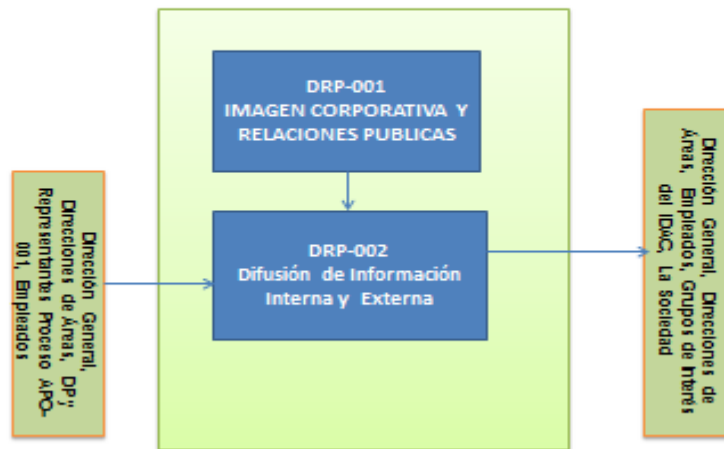 DRP-001
IMAGEN CORPORATIVA Y
RELACIONES PUBLICAS
Dirección General,
Direcciones de Áreas, DP,
Representantes Proceso APO-
001, Empleados
DRP-002
Difusión de Información
Interna y Externa
Dirección General, Direcciones de
Áreas, Empleados, Grupos de Interés
del IDAC, La Sociedad